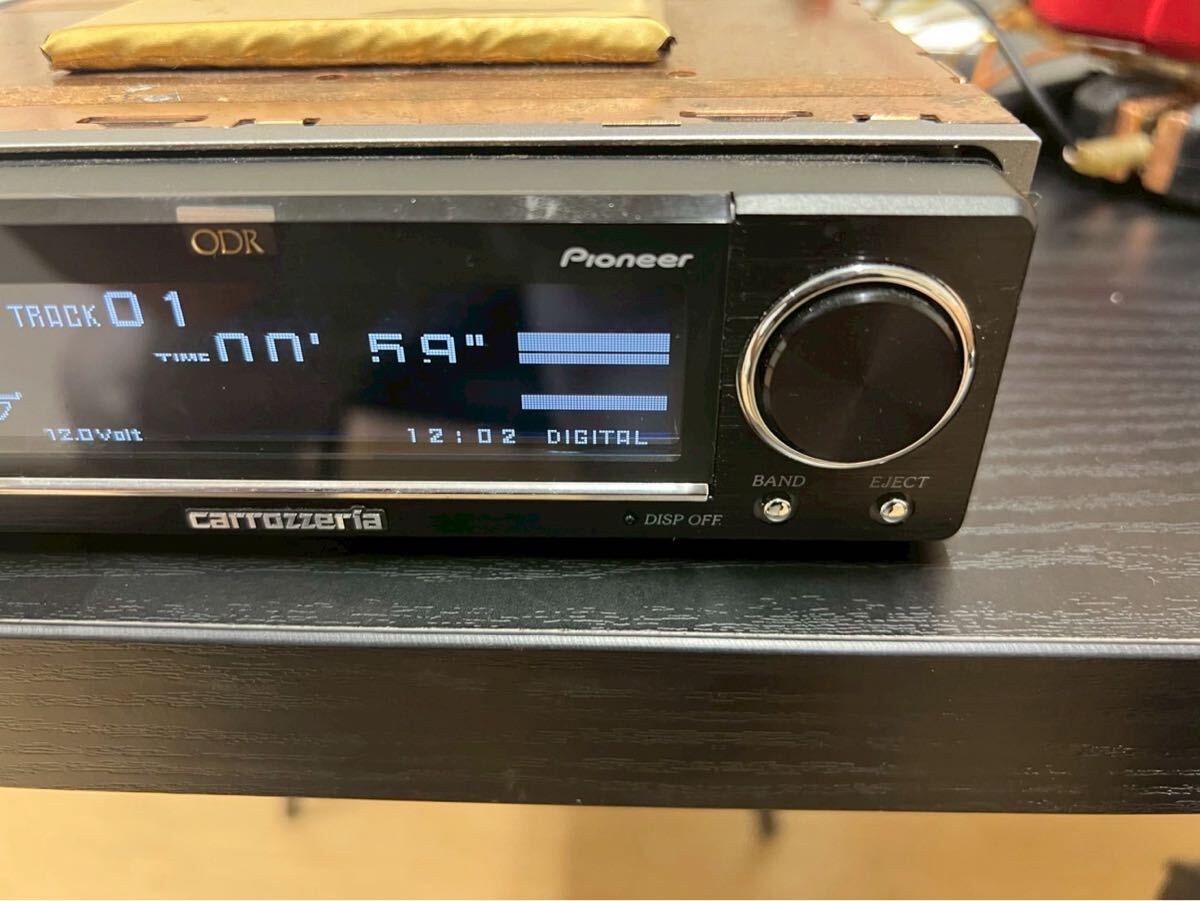 ODR
Pioneer
TRACK 01
TIME 00' 59"
12.0Volt
12:02 DIGITAL
BAND
EJECT
carrozzeria
DISP OFF